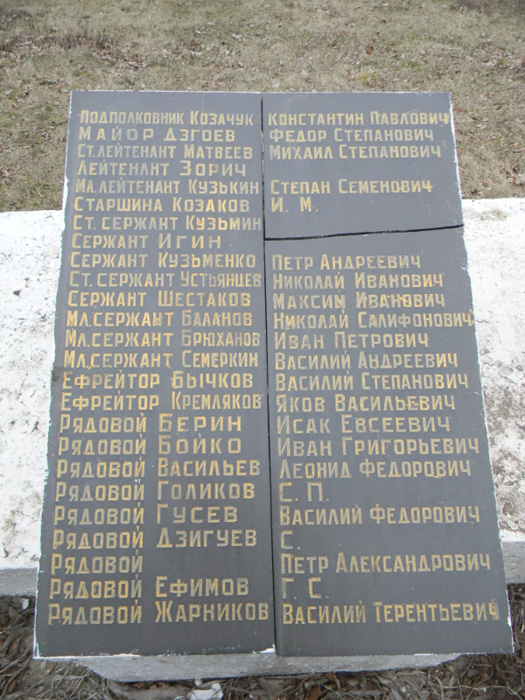 Подполковник Козачук Константин Павлович
Майор Дзгоев Федор Степанович
Ст.лейтенант Матвеев Михаил Степанович
Лейтенант Зорич
Мл.лейтенант Кузькин Степан Семенович
Старшина Козаков И. М.
Ст. сержант Кузьмин
Сержант Игин
Сержант Кузьменко Петр Андреевич
Ст.сержант Устьянцев Николай Иванович
Сержант Шестаков Максим Иванович
Мл.сержант Баланов Николай Салифонович
Мл.сержант Брюханов Иван Петрович
Мл.сержант Семеркин Василий Андреевич
Ефрейтор Бычков Василий Степанович
Ефрейтор Кремляков Яков Васильевич
Рядовой Берин Исак Евсеевич
Рядовой Бойко Иван Григорьевич
Рядовой Васильев Леонид Федорович
Рядовой Голиков С. П.
Рядовой Гусев Василий Федорович
Рядовой Дзигуев С.
Рядовой Петр Александрович
Рядовой Ефимов Г. С.
Рядовой Жарников Василий Терентьевич